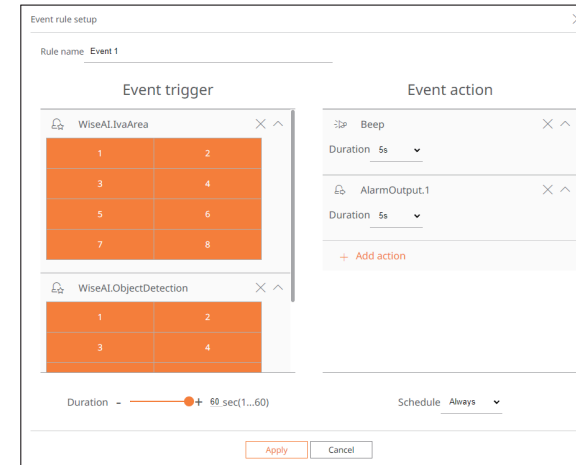 Event rule setup
Rule name Event 1
Event trigger
WiseAI.IvaArea
1 2
3 4
5 6
7 8
WiseAI.ObjectDetection
1 2
3 4
Duration - + 60 sec(1...60)
Event action
Beep
Duration 5s
AlarmOutput.1
Duration 5s
+ Add action
Schedule Always
Apply Cancel